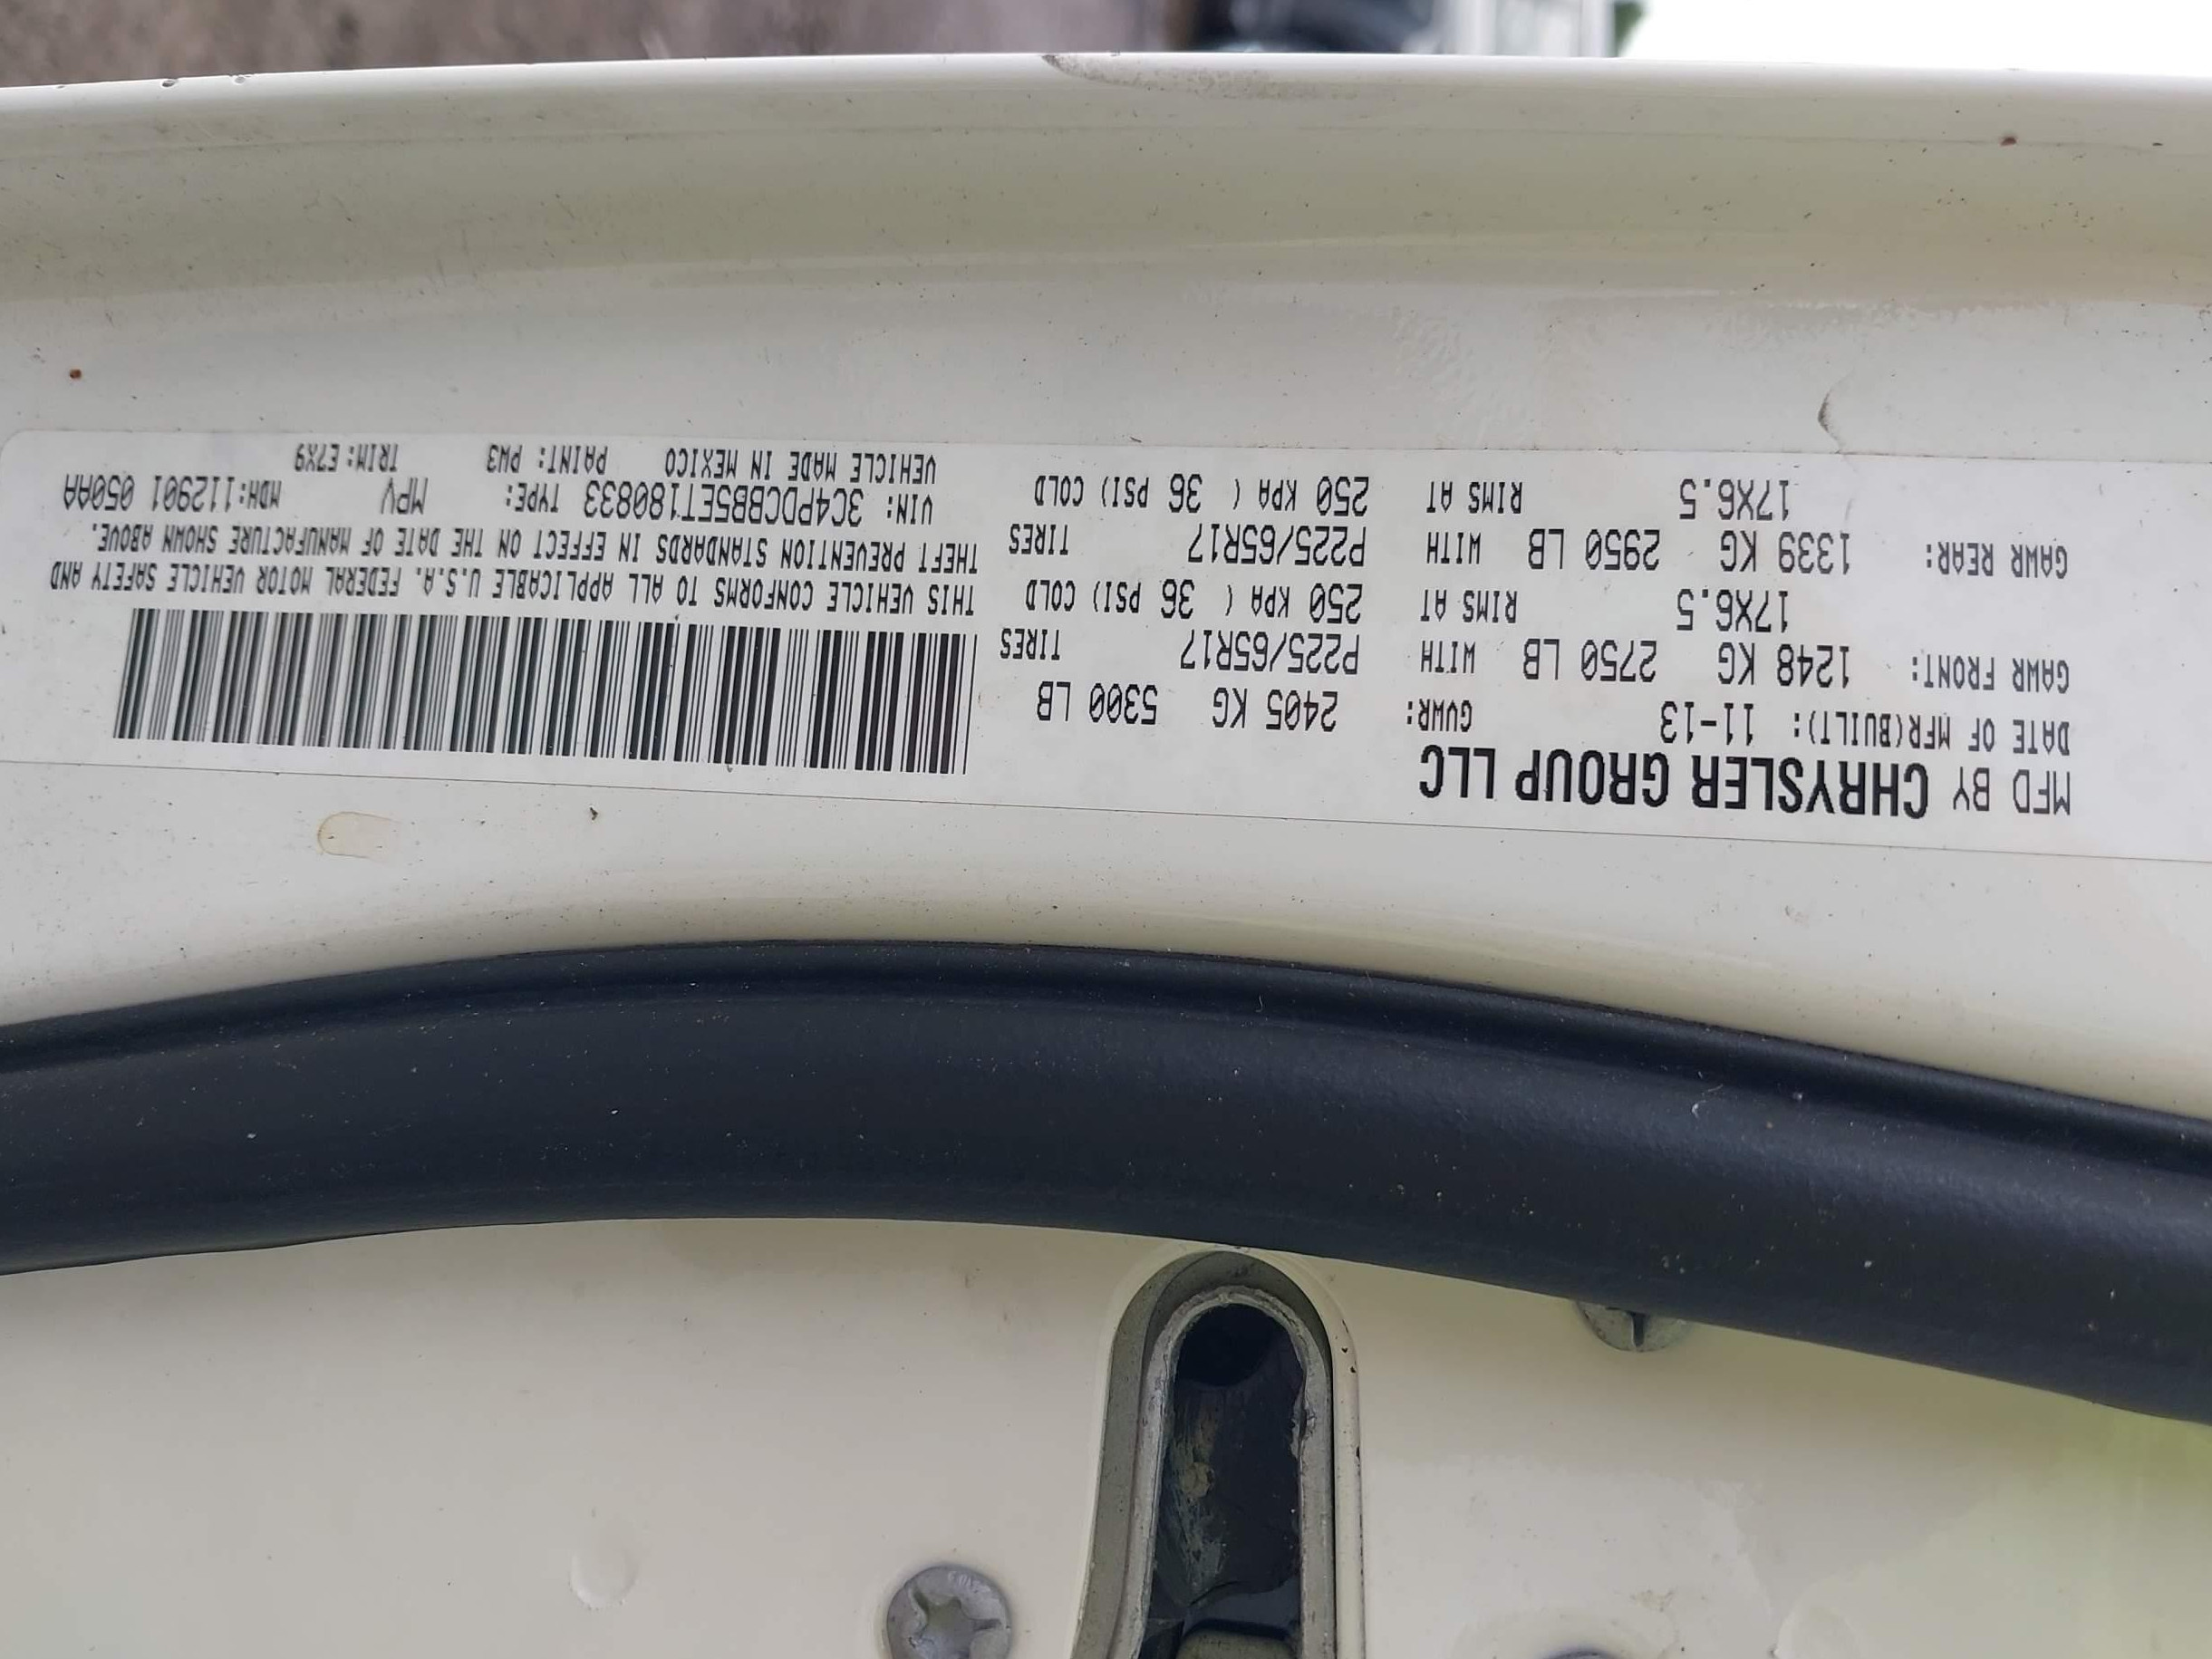 MFD BY CHRYSLER GROUP LLC
DATE OF MFR(BUILT): 11-13 GVWR: 2405 KG 5300 LB
GAWR FRONT: 1248 KG 2750 LB WITH P225/65R17 TIRES
17X6.5 RIMS AT 250 KPA ( 36 PSI) COLD
GAWR REAR: 1339 KG 2950 LB WITH P225/65R17 TIRES
17X6.5 RIMS AT 250 KPA ( 36 PSI) COLD
THIS VEHICLE CONFORMS TO ALL APPLICABLE U.S.A. FEDERAL MOTOR VEHICLE SAFETY AND
THEFT PREVENTION STANDARDS IN EFFECT ON THE DATE OF MANUFACTURE SHOWN ABOVE.
VIN: 3C4PDCBB5ET180833 TYPE: MPV MDH:112901 050AA
VEHICLE MADE IN MEXICO PAINT: PW3 TRIM: E7X9